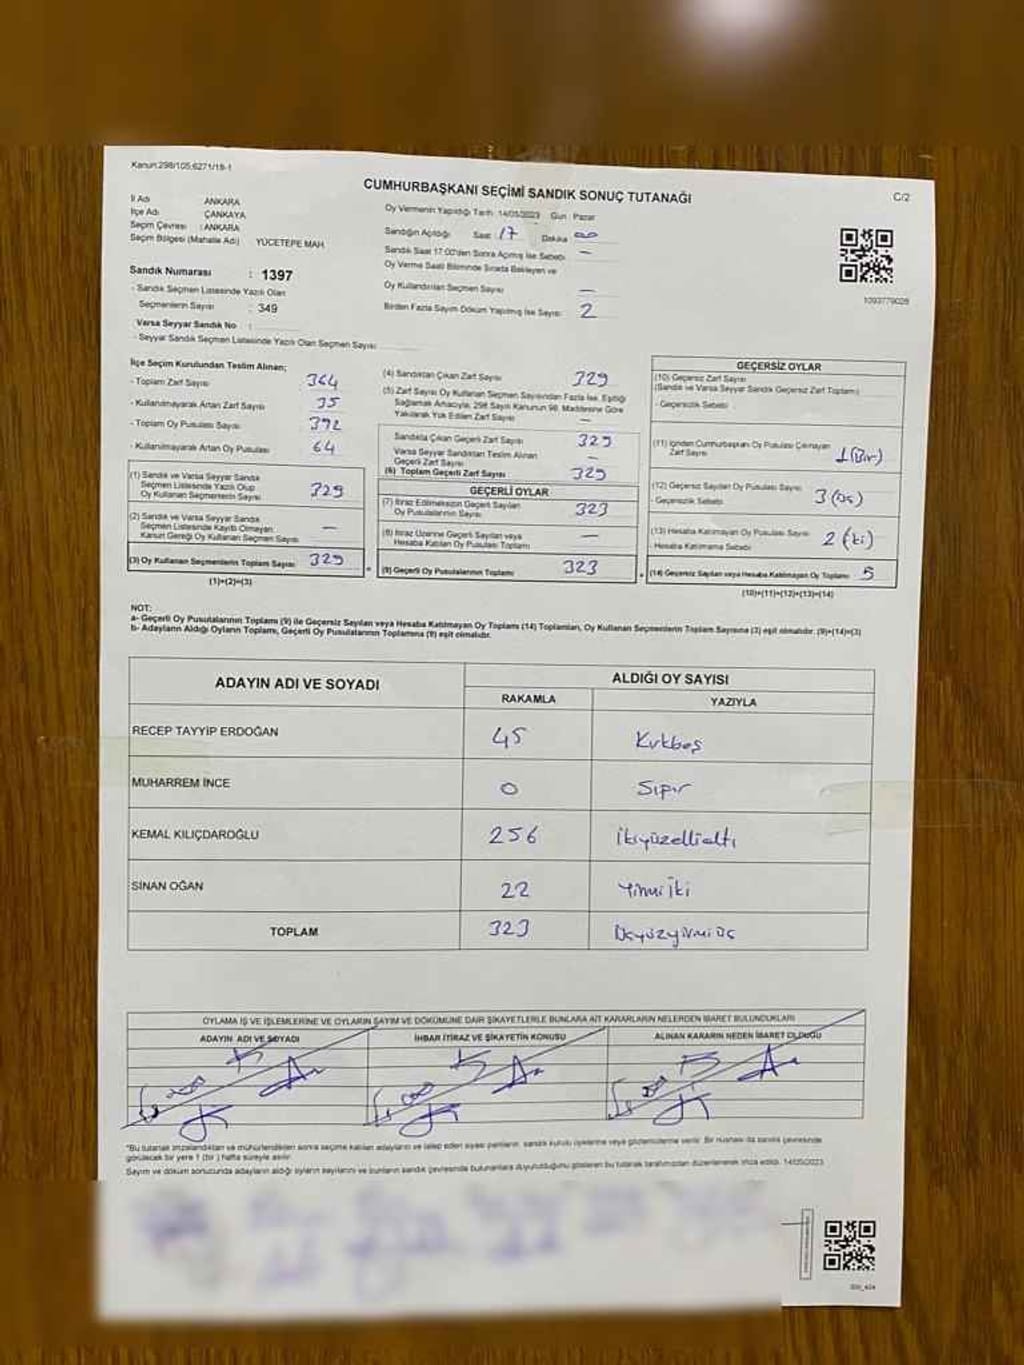 Kanun:298/105,6271/18-1
CUMHURBAŞKANI SEÇİMİ SANDIK SONUÇ TUTANAĞI
C/2
İl Adı ANKARA
İlçe Adı ÇANKAYA
Seçim Çevresi : ANKARA
Seçim Bölgesi (Mahalle Adı) YÜCETEPE MAH.
Sandık Numarası : 1397
- Sandık Seçmen Listesinde Yazılı Olan
Seçmenlerin Sayısı : 349
Varsa Seyyar Sandık No :
- Seyyar Sandık Seçmen Listesinde Yazılı Olan Seçmen Sayısı
Oy Vermenin Yapıldığı Tarih 14/05/2023 Gün : Pazar
Sandığın Açıldığı Saat 17 Dakika
Sandık Saat 17:00'den Sonra Açılmış İse Sebebi —
Oy Verme Saati Bitiminde Sırada Bekleyen ve
Oy Kullandırılan Seçmen Sayısı —
Birden Fazla Sayım Döküm Yapılmış İse Sayısı 2
1093779028
İlçe Seçim Kurulundan Teslim Alınan;
- Toplam Zarf Sayısı 364
- Kullanılmayarak Artan Zarf Sayısı 35
- Toplam Oy Pusulası Sayısı 392
- Kullanılmayarak Artan Oy Pusulası 64
(1) Sandık ve Varsa Seyyar Sandık
Seçmen Listesinde Yazılı Olup
Oy Kullanan Seçmenlerin Sayısı 329
(2) Sandık ve Varsa Seyyar Sandık
Seçmen Listesinde Kaydı Olmayan
Kanun Gereği Oy Kullanan Seçmen Sayısı —
(3) Oy Kullanan Seçmenlerin Toplam Sayısı 329
(1)+(2)=(3)
(4) Sandıktan Çıkan Zarf Sayısı 329
(5) Zarf Sayısı Oy Kullanan Seçmen Sayısından Fazla İse, Eşitliği
Sağlamak Amacıyla, 298 Sayılı Kanunun 98. Maddesine Göre
Yakılarak Yok Edilen Zarf Sayısı —
Sandıkta Çıkan Geçerli Zarf Sayısı 329
Varsa Seyyar Sandıktan Teslim Alınan
Geçerli Zarf Sayısı —
(6) Toplam Geçerli Zarf Sayısı 329
GEÇERLİ OYLAR
(7) İtiraz Edilmeksizin Geçerli Sayılan
Oy Pusulalarının Sayısı 323
(8) İtiraz Üzerine Geçerli Sayılan veya
Hesaba Katılan Oy Pusulası Toplamı —
(9) Geçerli Oy Pusulalarının Toplamı 323
GEÇERSİZ OYLAR
(10) Geçersiz Zarf Sayısı
(Sandık ve Varsa Seyyar Sandık Geçersiz Zarf Toplamı)
- Geçersizlik Sebebi
(11) İçinden Cumhurbaşkanı Oy Pusulası Çıkmayan
Zarf Sayısı 1 (Bir)
(12) Geçersiz Sayılan Oy Pusulası Sayısı 3 (üç)
- Geçersizlik Sebebi
(13) Hesaba Katılmayan Oy Pusulası Sayısı 2 (iki)
- Hesaba Katılmama Sebebi
(14) Geçersiz Sayılan veya Hesaba Katılmayan Oy Toplamı 5
(10)+(11)+(12)+(13)=(14)
NOT:
a- Geçerli Oy Pusulalarının Toplamı (9) ile Geçersiz Sayılan veya Hesaba Katılmayan Oy Toplamı (14) Toplamları, Oy Kullanan Seçmenlerin Toplam Sayısına (3) eşit olmalıdır. (9)+(14)=(3)
b- Adayların Aldığı Oyların Toplamı, Geçerli Oy Pusulalarının Toplamına (9) eşit olmalıdır.
ADAYIN ADI VE SOYADI
ALDIĞI OY SAYISI
RAKAMLA YAZIYLA
RECEP TAYYİP ERDOĞAN 45 Kırkbeş
MUHARREM İNCE 0 Sıfır
KEMAL KILIÇDAROĞLU 256 İkiyüzellialtı
SİNAN OĞAN 22 Yirmi iki
TOPLAM 323 Üçyüzyirmi üç
OYLAMA İŞ VE İŞLEMLERİNE VE OYLARIN SAYIM VE DÖKÜMÜNE DAİR ŞİKAYETLERLE BUNLARA AİT KARARLARIN NELERDEN İBARET BULUNDUKLARI
ADAYIN ADI VE SOYADI İHBAR İTİRAZ VE ŞİKAYETİN KONUSU ALINAN KARARIN NEDEN İBARET OLDUĞU
*Bu tutanak imzalandıktan ve mühürlendikten sonra seçime katılan adayların ve talep eden siyasi partilerin, sandık kurulu üyelerine veya gözlemcilerine verilir. Bir nüshası da sandık çevresinde
görülecek bir yere 1 (bir) hafta süreyle asılır.
Sayım ve döküm sonucunda adayların aldığı oyların sayılarını ve bunların sandık çevresinde bulunanlara duyurulduğunu gösteren bu tutanak tarafımızdan düzenlenerek imza edildi. 14/05/2023